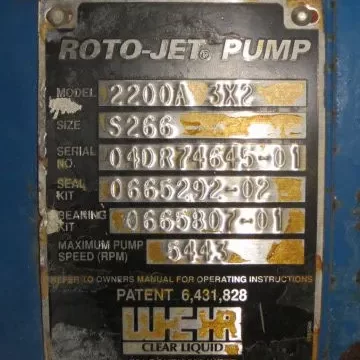 ROTO-JET® PUMP
MODEL 2200A 3X2
SIZE S266
SERIAL NO. 04DR74645-01
SEAL KIT 0665292-02
BEARING KIT 0665807-01
MAXIMUM PUMP SPEED (RPM) 5443
REFER TO OWNERS MANUAL FOR OPERATING INSTRUCTIONS
PATENT 6,431,828
WEIR
CLEAR LIQUID